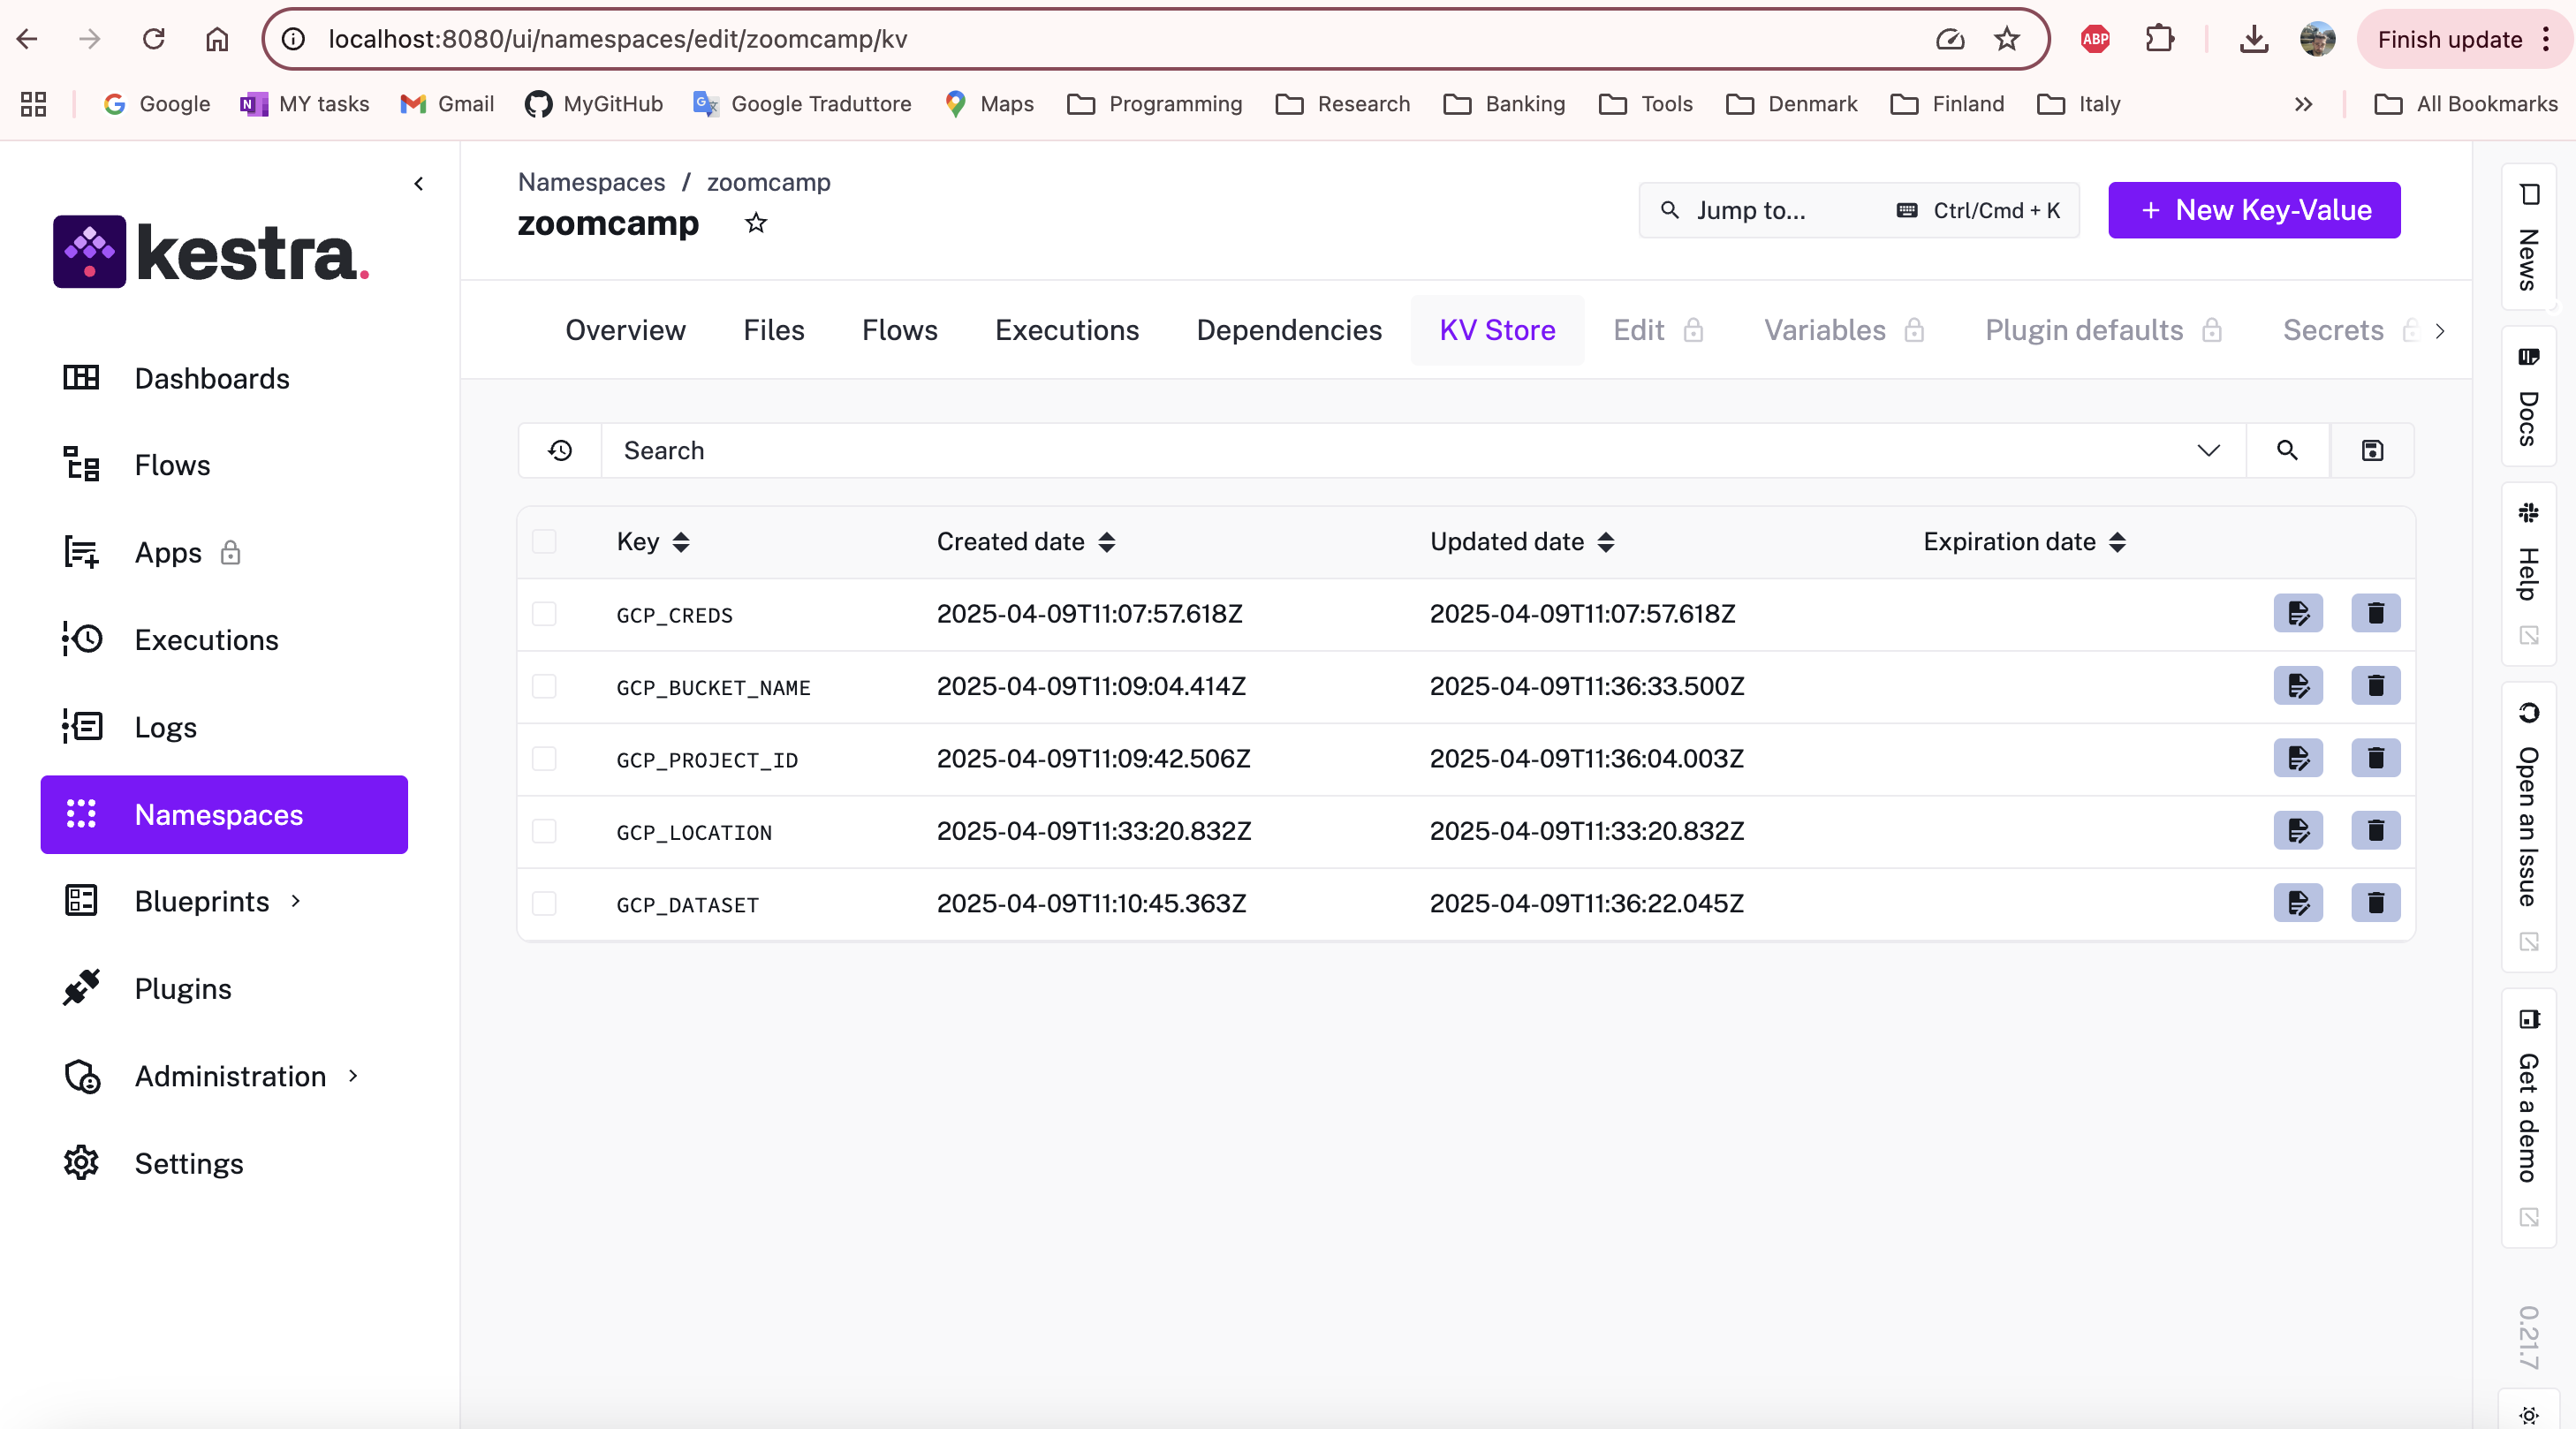 localhost:8080/ui/namespaces/edit/zoomcamp/kv
ABP
Finish update
Google
MY tasks
Gmail
MyGitHub
Google Traduttore
Maps
Programming
Research
Banking
Tools
Denmark
Finland
Italy
All Bookmarks
kestra.
Dashboards
Flows
Apps
Executions
Logs
Namespaces
Blueprints
Plugins
Administration
Settings
Namespaces / zoomcamp
zoomcamp
Jump to... Ctrl/Cmd + K
+ New Key-Value
Overview Files Flows Executions Dependencies KV Store Edit Variables Plugin defaults Secrets
Search
Key Created date Updated date Expiration date
GCP_CREDS 2025-04-09T11:07:57.618Z 2025-04-09T11:07:57.618Z
GCP_BUCKET_NAME 2025-04-09T11:09:04.414Z 2025-04-09T11:36:33.500Z
GCP_PROJECT_ID 2025-04-09T11:09:42.506Z 2025-04-09T11:36:04.003Z
GCP_LOCATION 2025-04-09T11:33:20.832Z 2025-04-09T11:33:20.832Z
GCP_DATASET 2025-04-09T11:10:45.363Z 2025-04-09T11:36:22.045Z
News
Docs
Help
Open an Issue
Get a demo
0.21.7